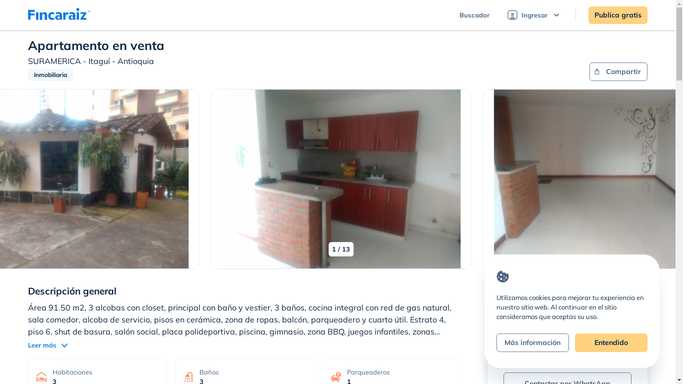 Fincaraiz
Buscador
Ingresar
Publica gratis
Apartamento en venta
SURAMERICA - Itaguí - Antioquia
Inmobiliaria
Compartir
1 / 13
Descripción general
Área 91.50 m2, 3 alcobas con closet, principal con baño y vestier, 3 baños, cocina integral con red de gas natural,
sala comedor, alcoba de servicio, pisos en cerámica, zona de ropas, balcón, parqueadero y cuarto útil. Estrato 4,
piso 6, shut de basura, salón social, placa polideportiva, piscina, gimnasio, zona BBQ, juegos infantiles, zonas...
Leer más
Habitaciones
3
Baños
3
Parqueaderos
1
Utilizamos cookies para mejorar tu experiencia en
nuestro sitio web. Al continuar en el sitio
consideramos que aceptas su uso.
Más información
Entendido
Contactar por WhatsApp